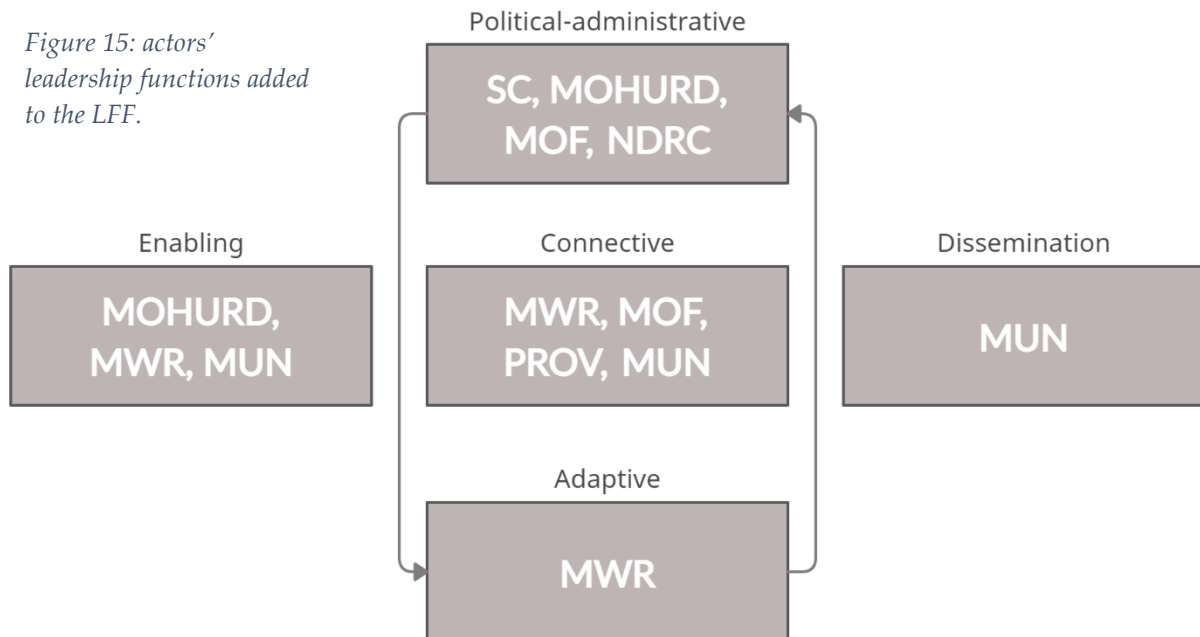 Figure 15: actors’
leadership functions added
to the LFF.
Political-administrative
SC, MOHURD,
MOF, NDRC
Enabling
MOHURD,
MWR, MUN
Connective
MWR, MOF,
PROV, MUN
Dissemination
MUN
Adaptive
MWR